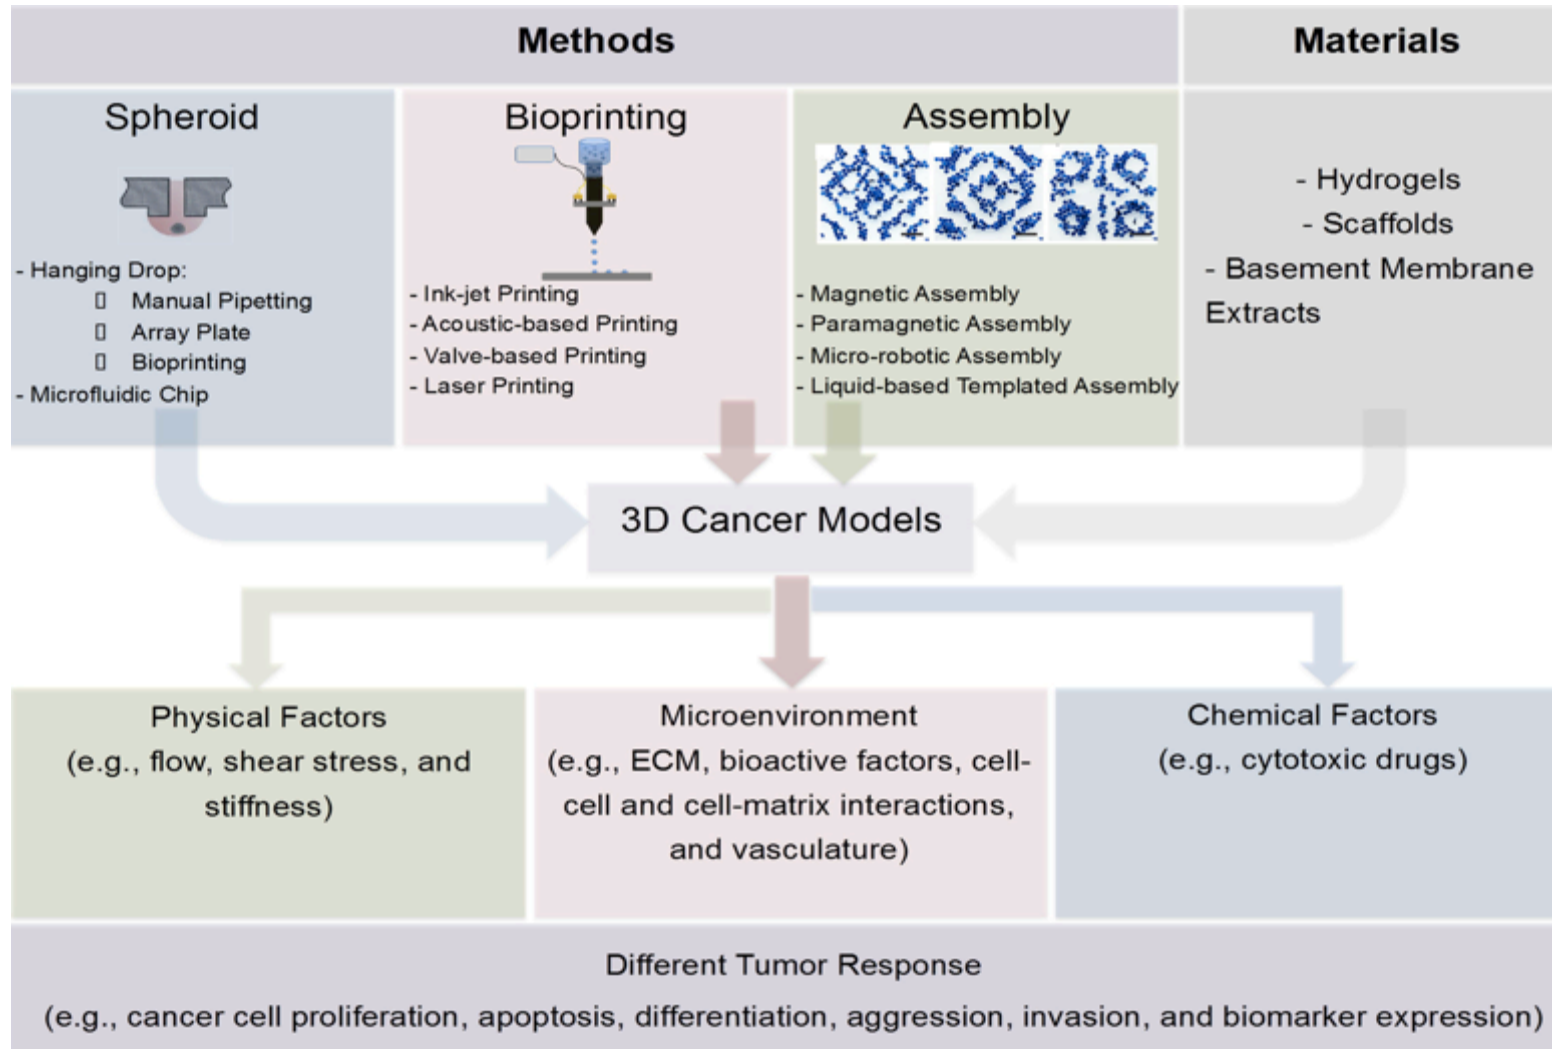 Methods
Materials
Spheroid
- Hanging Drop:
▯ Manual Pipetting
▯ Array Plate
▯ Bioprinting
- Microfluidic Chip
Bioprinting
- Ink-jet Printing
- Acoustic-based Printing
- Valve-based Printing
- Laser Printing
Assembly
- Magnetic Assembly
- Paramagnetic Assembly
- Micro-robotic Assembly
- Liquid-based Templated Assembly
- Hydrogels
- Scaffolds
- Basement Membrane
Extracts
3D Cancer Models
Physical Factors
(e.g., flow, shear stress, and
stiffness)
Microenvironment
(e.g., ECM, bioactive factors, cell-
cell and cell-matrix interactions,
and vasculature)
Chemical Factors
(e.g., cytotoxic drugs)
Different Tumor Response
(e.g., cancer cell proliferation, apoptosis, differentiation, aggression, invasion, and biomarker expression)